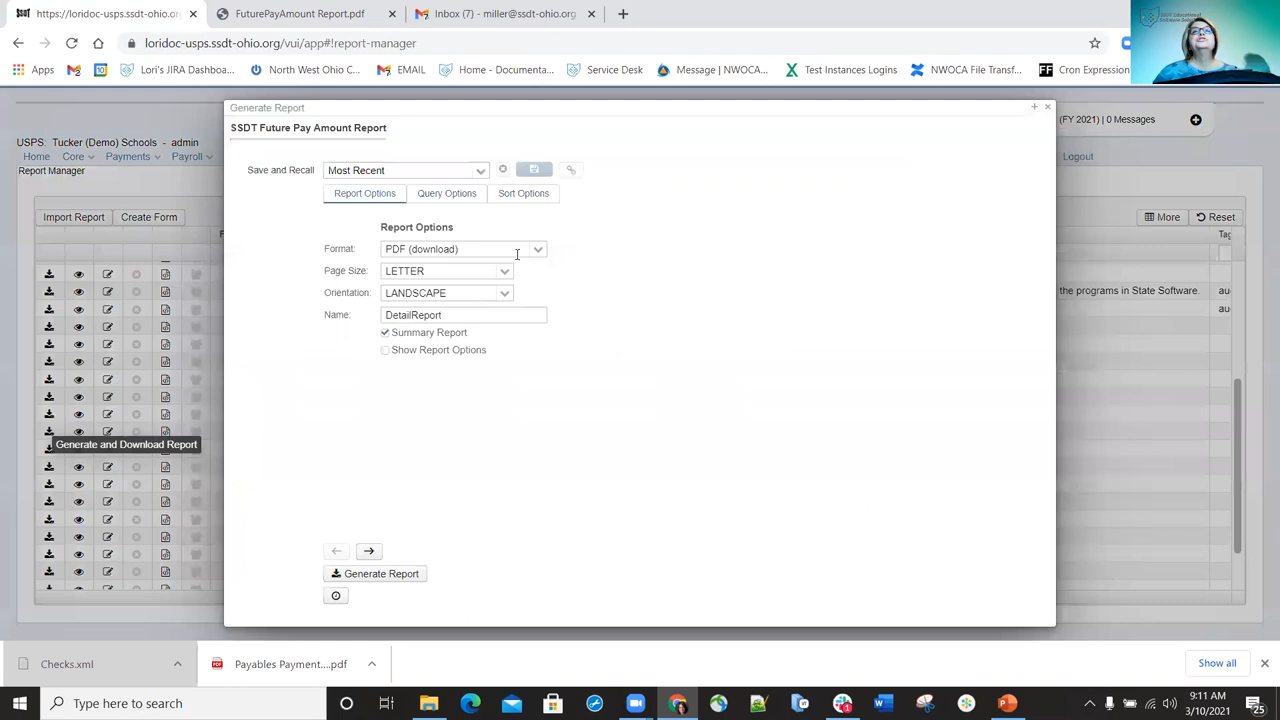 SSDT
https://loridoc-usps.ssdt-ohio.org
FuturePayAmount Report.pdf
Inbox (7) - miller@ssdt-ohio.org
loridoc-usps.ssdt-ohio.org/vui/app#!report-manager
Apps
Lori's JIRA Dashboa...
North West Ohio C...
EMAIL
Home - Documenta...
Service Desk
Message | NWOCA...
Test Instances Logins
NWOCA File Transf...
FF Cron Expression
Generate Report
SSDT Future Pay Amount Report
(FY 2021) | 0 Messages
USPS: Tucker (Demo) Schools - admin
Home
Core
Payments
Payroll
Logout
Report Manager
Save and Recall
Most Recent
Report Options
Query Options
Sort Options
Import Report
Create Form
More
Reset
Report Options
Format: PDF (download)
Page Size: LETTER
Orientation: LANDSCAPE
Name: DetailReport
Summary Report
Show Report Options
the programs in State Software.
Generate and Download Report
Generate Report
Checks.xml
Payables Payment....pdf
Show all
Type here to search
9:11 AM
3/10/2021
25